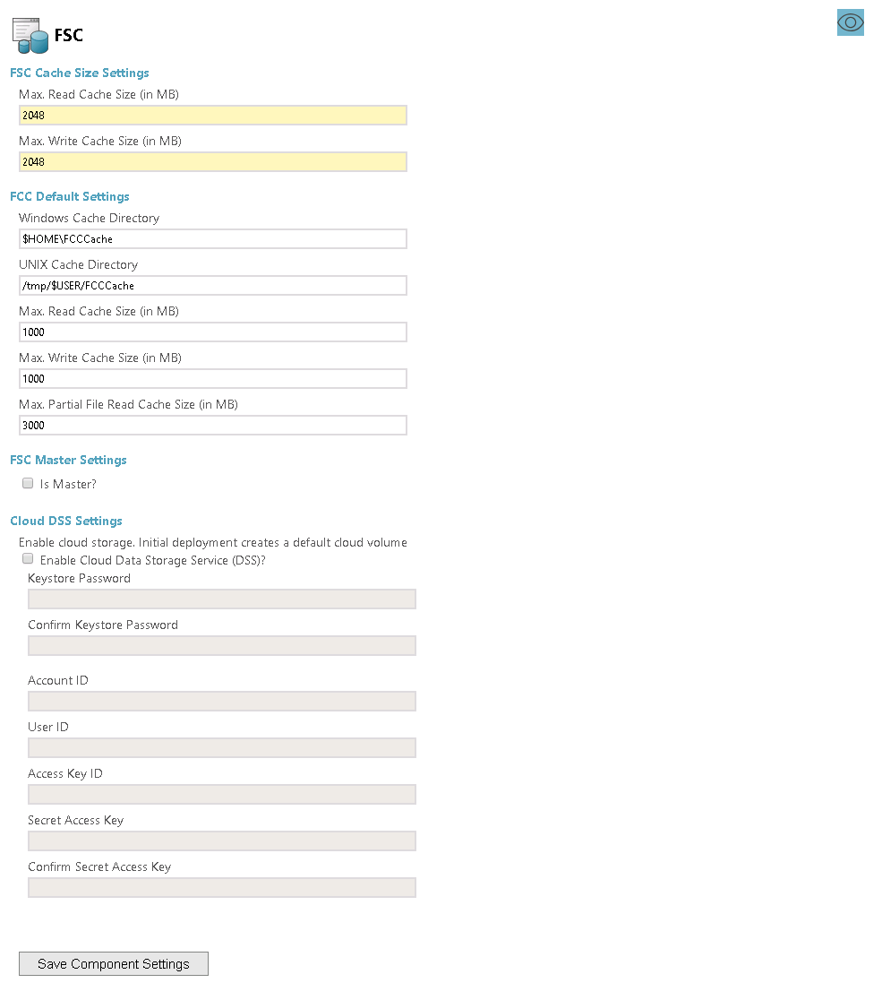 FSC
FSC Cache Size Settings
Max. Read Cache Size (in MB)
2048
Max. Write Cache Size (in MB)
2048
FCC Default Settings
Windows Cache Directory
$HOME\FCCCache
UNIX Cache Directory
/tmp/$USER/FCCCache
Max. Read Cache Size (in MB)
1000
Max. Write Cache Size (in MB)
1000
Max. Partial File Read Cache Size (in MB)
3000
FSC Master Settings
Is Master?
Cloud DSS Settings
Enable cloud storage. Initial deployment creates a default cloud volume
Enable Cloud Data Storage Service (DSS)?
Keystore Password
Confirm Keystore Password
Account ID
User ID
Access Key ID
Secret Access Key
Confirm Secret Access Key
Save Component Settings